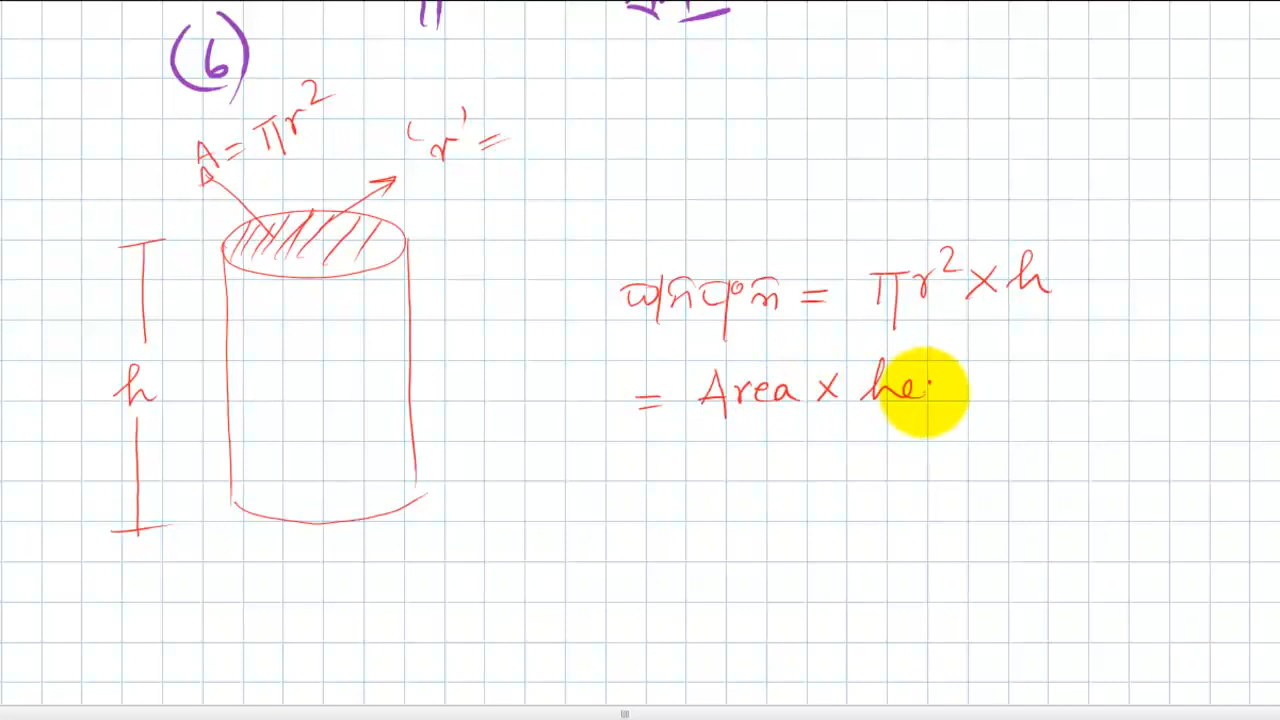 (6)
A = πr²
'r' =
= πr² × h
h
= Area × he